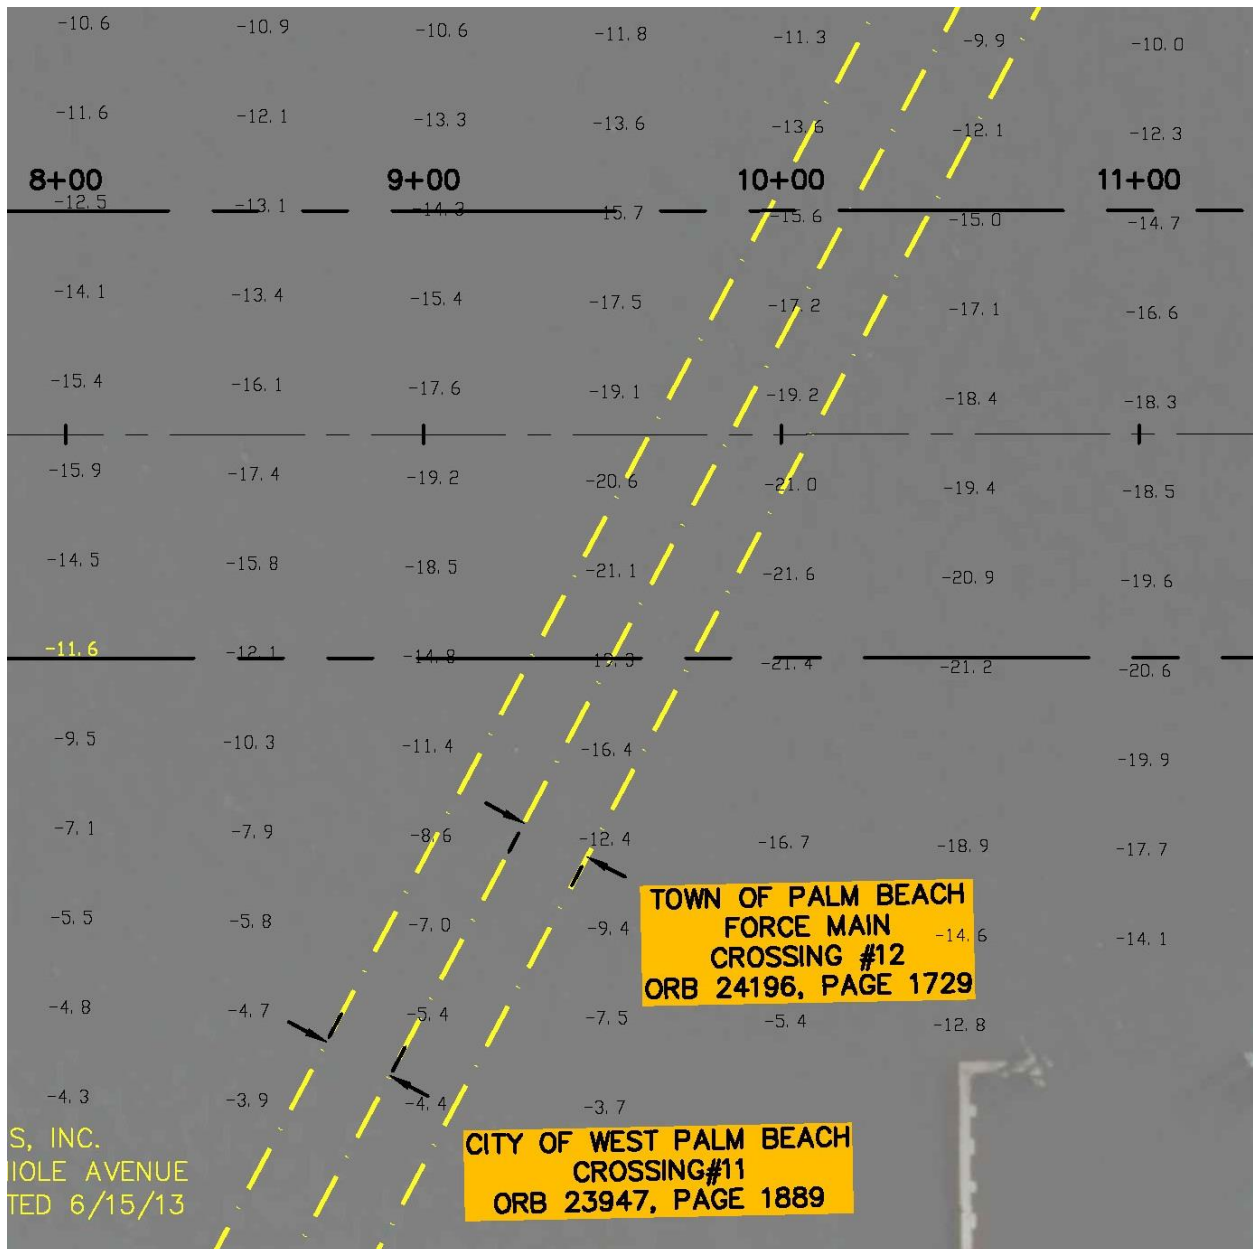 -10.6 -10.9 -10.6 -11.8 -11.3 -9.9 -10.0
-11.6 -12.1 -13.3 -13.6 -13.6 -12.1 -12.3
8+00 9+00 10+00 11+00
-12.5 -13.1 -14.3 -15.7 -15.6 -15.0 -14.7
-14.1 -13.4 -15.4 -17.5 -17.2 -17.1 -16.6
-15.4 -16.1 -17.6 -19.1 -19.2 -18.4 -18.3
-15.9 -17.4 -19.2 -20.6 -21.0 -19.4 -18.5
-14.5 -15.8 -18.5 -21.1 -21.6 -20.9 -19.6
-11.6 -12.1 -14.8 -19.3 -21.4 -21.2 -20.6
-9.5 -10.3 -11.4 -16.4 -19.9
-7.1 -7.9 -8.6 -12.4 -16.7 -18.9 -17.7
-5.5 -5.8 -7.0 -9.4 -14.6 -14.1
TOWN OF PALM BEACH
FORCE MAIN
CROSSING #12
ORB 24196, PAGE 1729
-4.8 -4.7 -5.4 -7.5 -5.4 -12.8
-4.3 -3.9 -4.4 -3.7
CITY OF WEST PALM BEACH
CROSSING#11
ORB 23947, PAGE 1889
S, INC.
IOLE AVENUE
TED 6/15/13